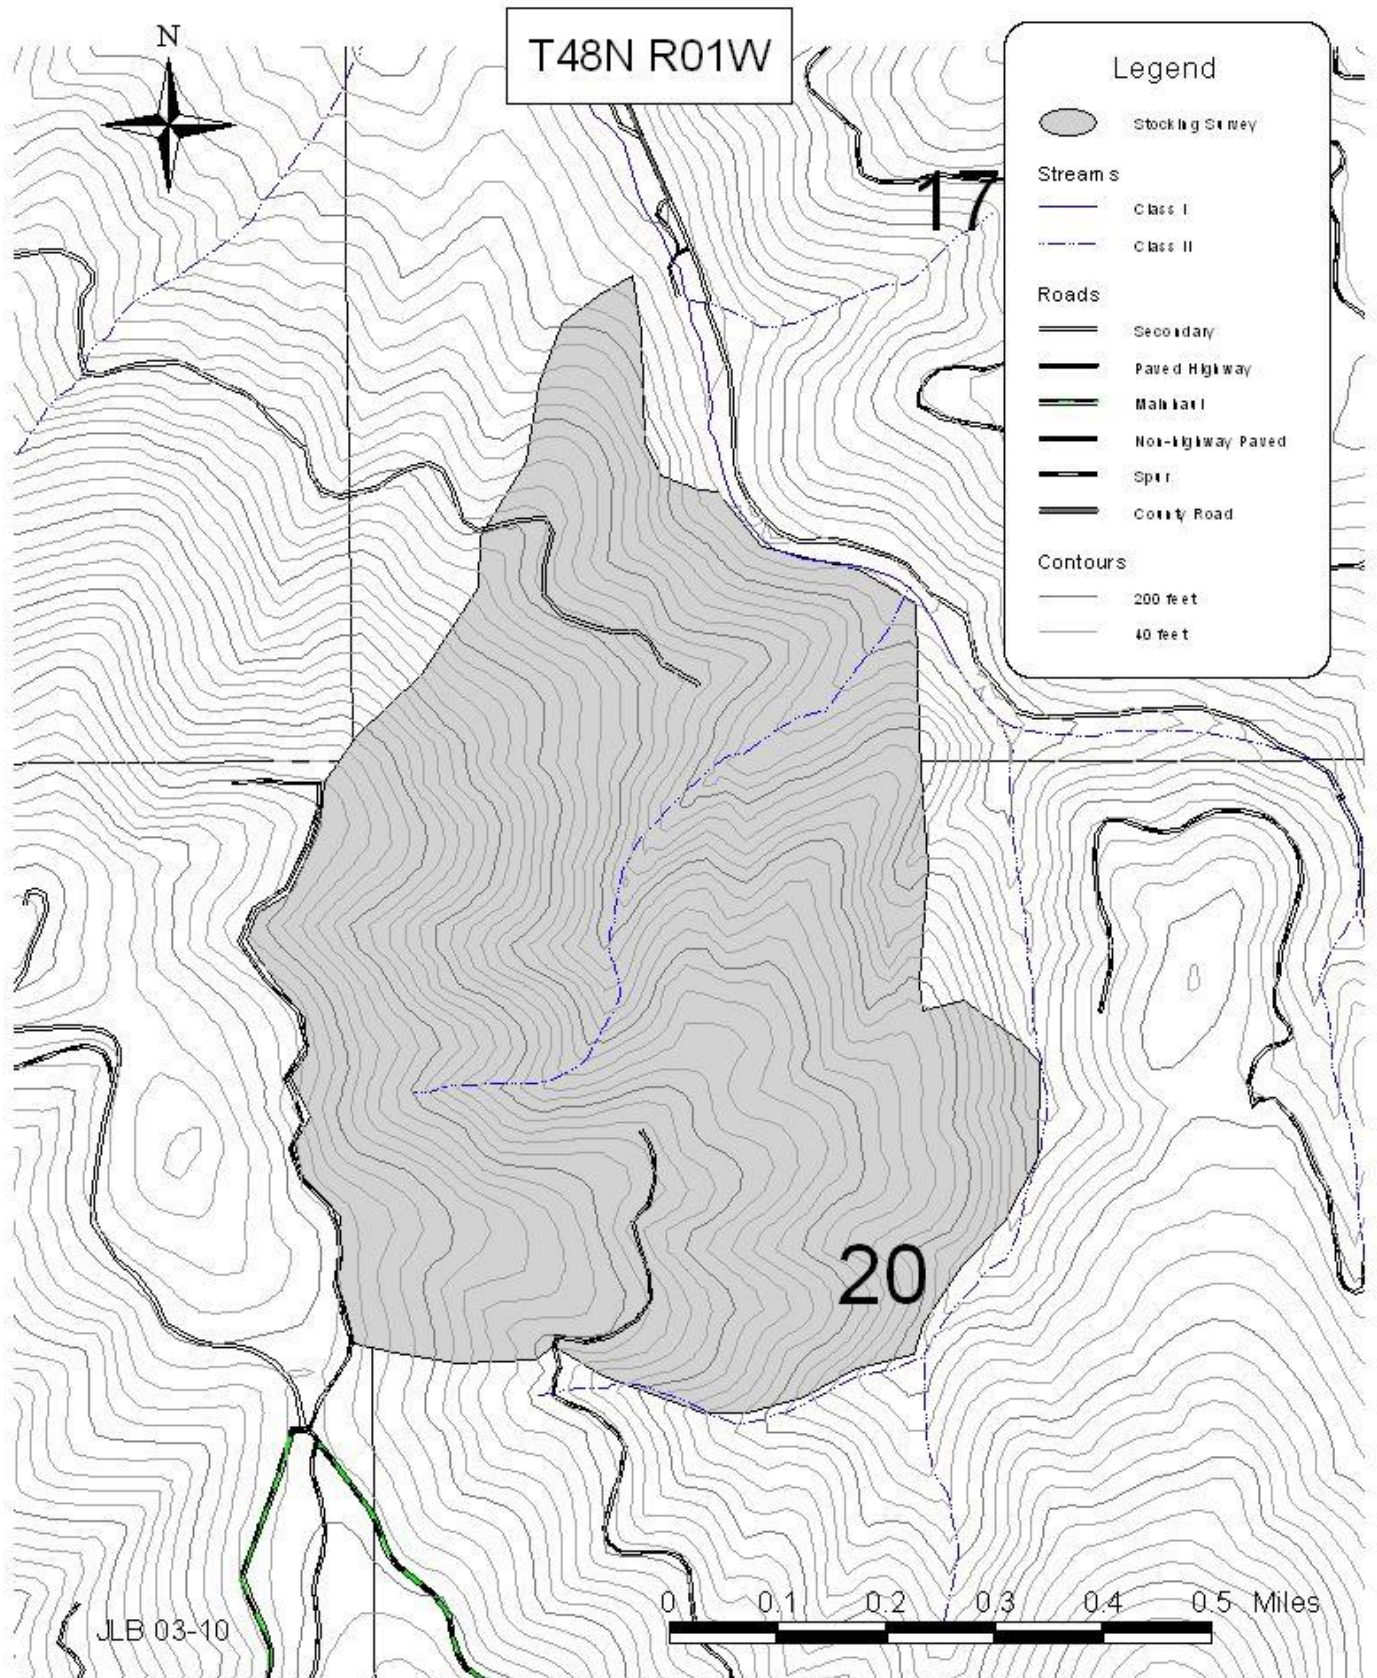 N
T48N R01W
Legend
Stocking Survey
Streams
Class I
Class II
Roads
Secondary
Paved Highway
Mainhaul
Non-highway Paved
Spur
County Road
Contours
200 feet
40 feet
17
20
0 0.1 0.2 0.3 0.4 0.5 Miles
JLB 03-10